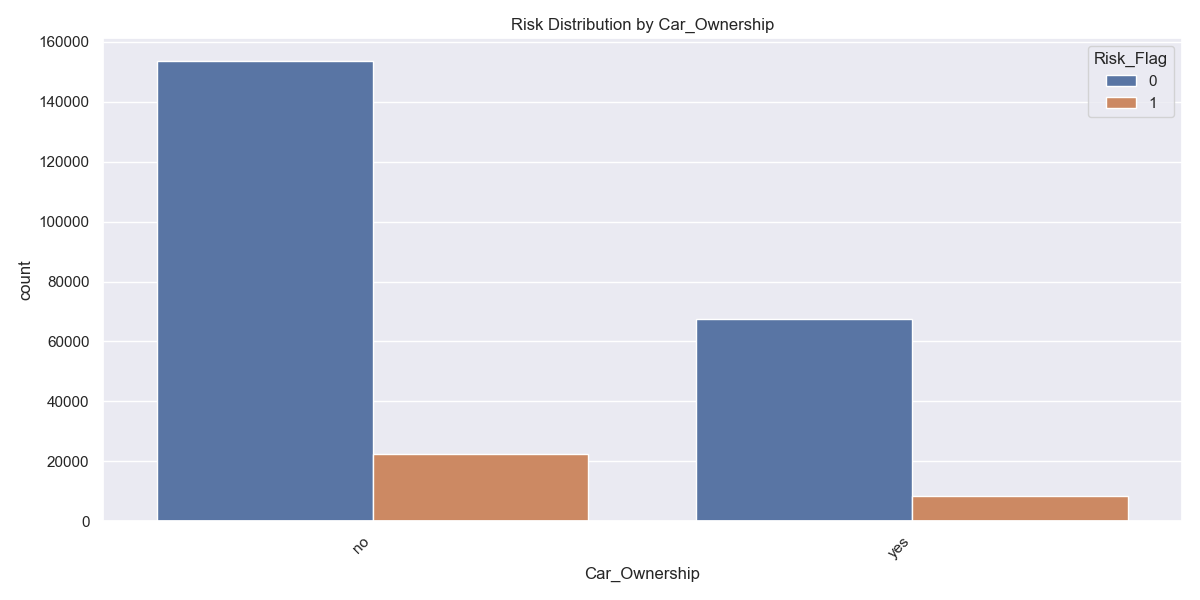 Risk Distribution by Car_Ownership
Risk_Flag
0
1
160000
140000
120000
100000
80000
60000
40000
20000
0
count
no
yes
Car_Ownership